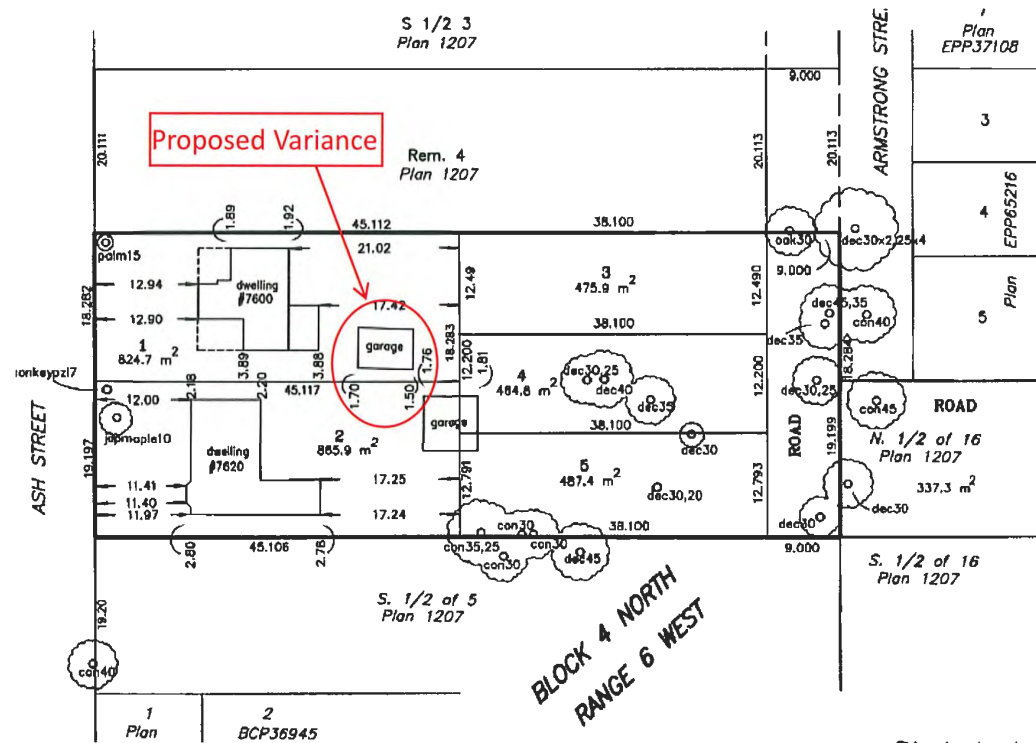 S 1/2 3
Plan 1207
ARMSTRONG STRE
Plan
EPP37108
9.000
20.111
Proposed Variance
Rem. 4
Plan 1207
20.113
20.113
3
4
EPP65216
5
Plan
1.89
1.92
45.112
38.100
palm15
21.02
oak30
dec30x2,25x4
9.000
12.94
dwelling
#7600
12.49
3
475.9 m²
12.490
18.282
12.90
17.42
dec45,35
con40
dec35
38.100
18.284
1
824.7 m²
garage
18.283
3.89
3.88
1.76
12.200
1.81
4
464.8 m²
dec30,25
dec40
dec35
12.200
dec30,25
onkeypzl7
2.18
2.20
45.117
1.70
1.50
12.00
japmaple10
garage
con45
ROAD
ROAD
19.199
N. 1/2 of 16
Plan 1207
337.3 m²
2
865.9 m²
38.100
dec30
dwelling
#7620
ASH STREET
19.197
11.41
11.40
11.97
17.25
17.24
12.791
5
487.4 m²
dec30,20
12.793
dec30
dec30
2.80
45.106
2.78
con35,25
con30
con30
con30
dec45
38.100
9.000
S. 1/2 of 5
Plan 1207
S. 1/2 of 16
Plan 1207
19.20
con40
BLOCK 4 NORTH
RANGE 6 WEST
1
Plan
2
BCP36945